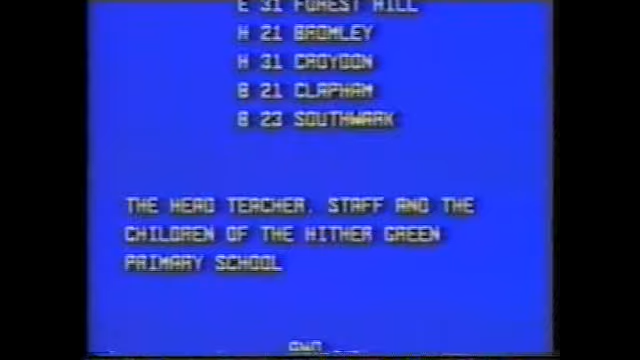 E 31 FOREST HILL
H 21 BROMLEY
H 31 CROYDON
B 21 CLAPHAM
B 23 SOUTHWARK
THE HEAD TEACHER, STAFF AND THE
CHILDREN OF THE HITHER GREEN
PRIMARY SCHOOL